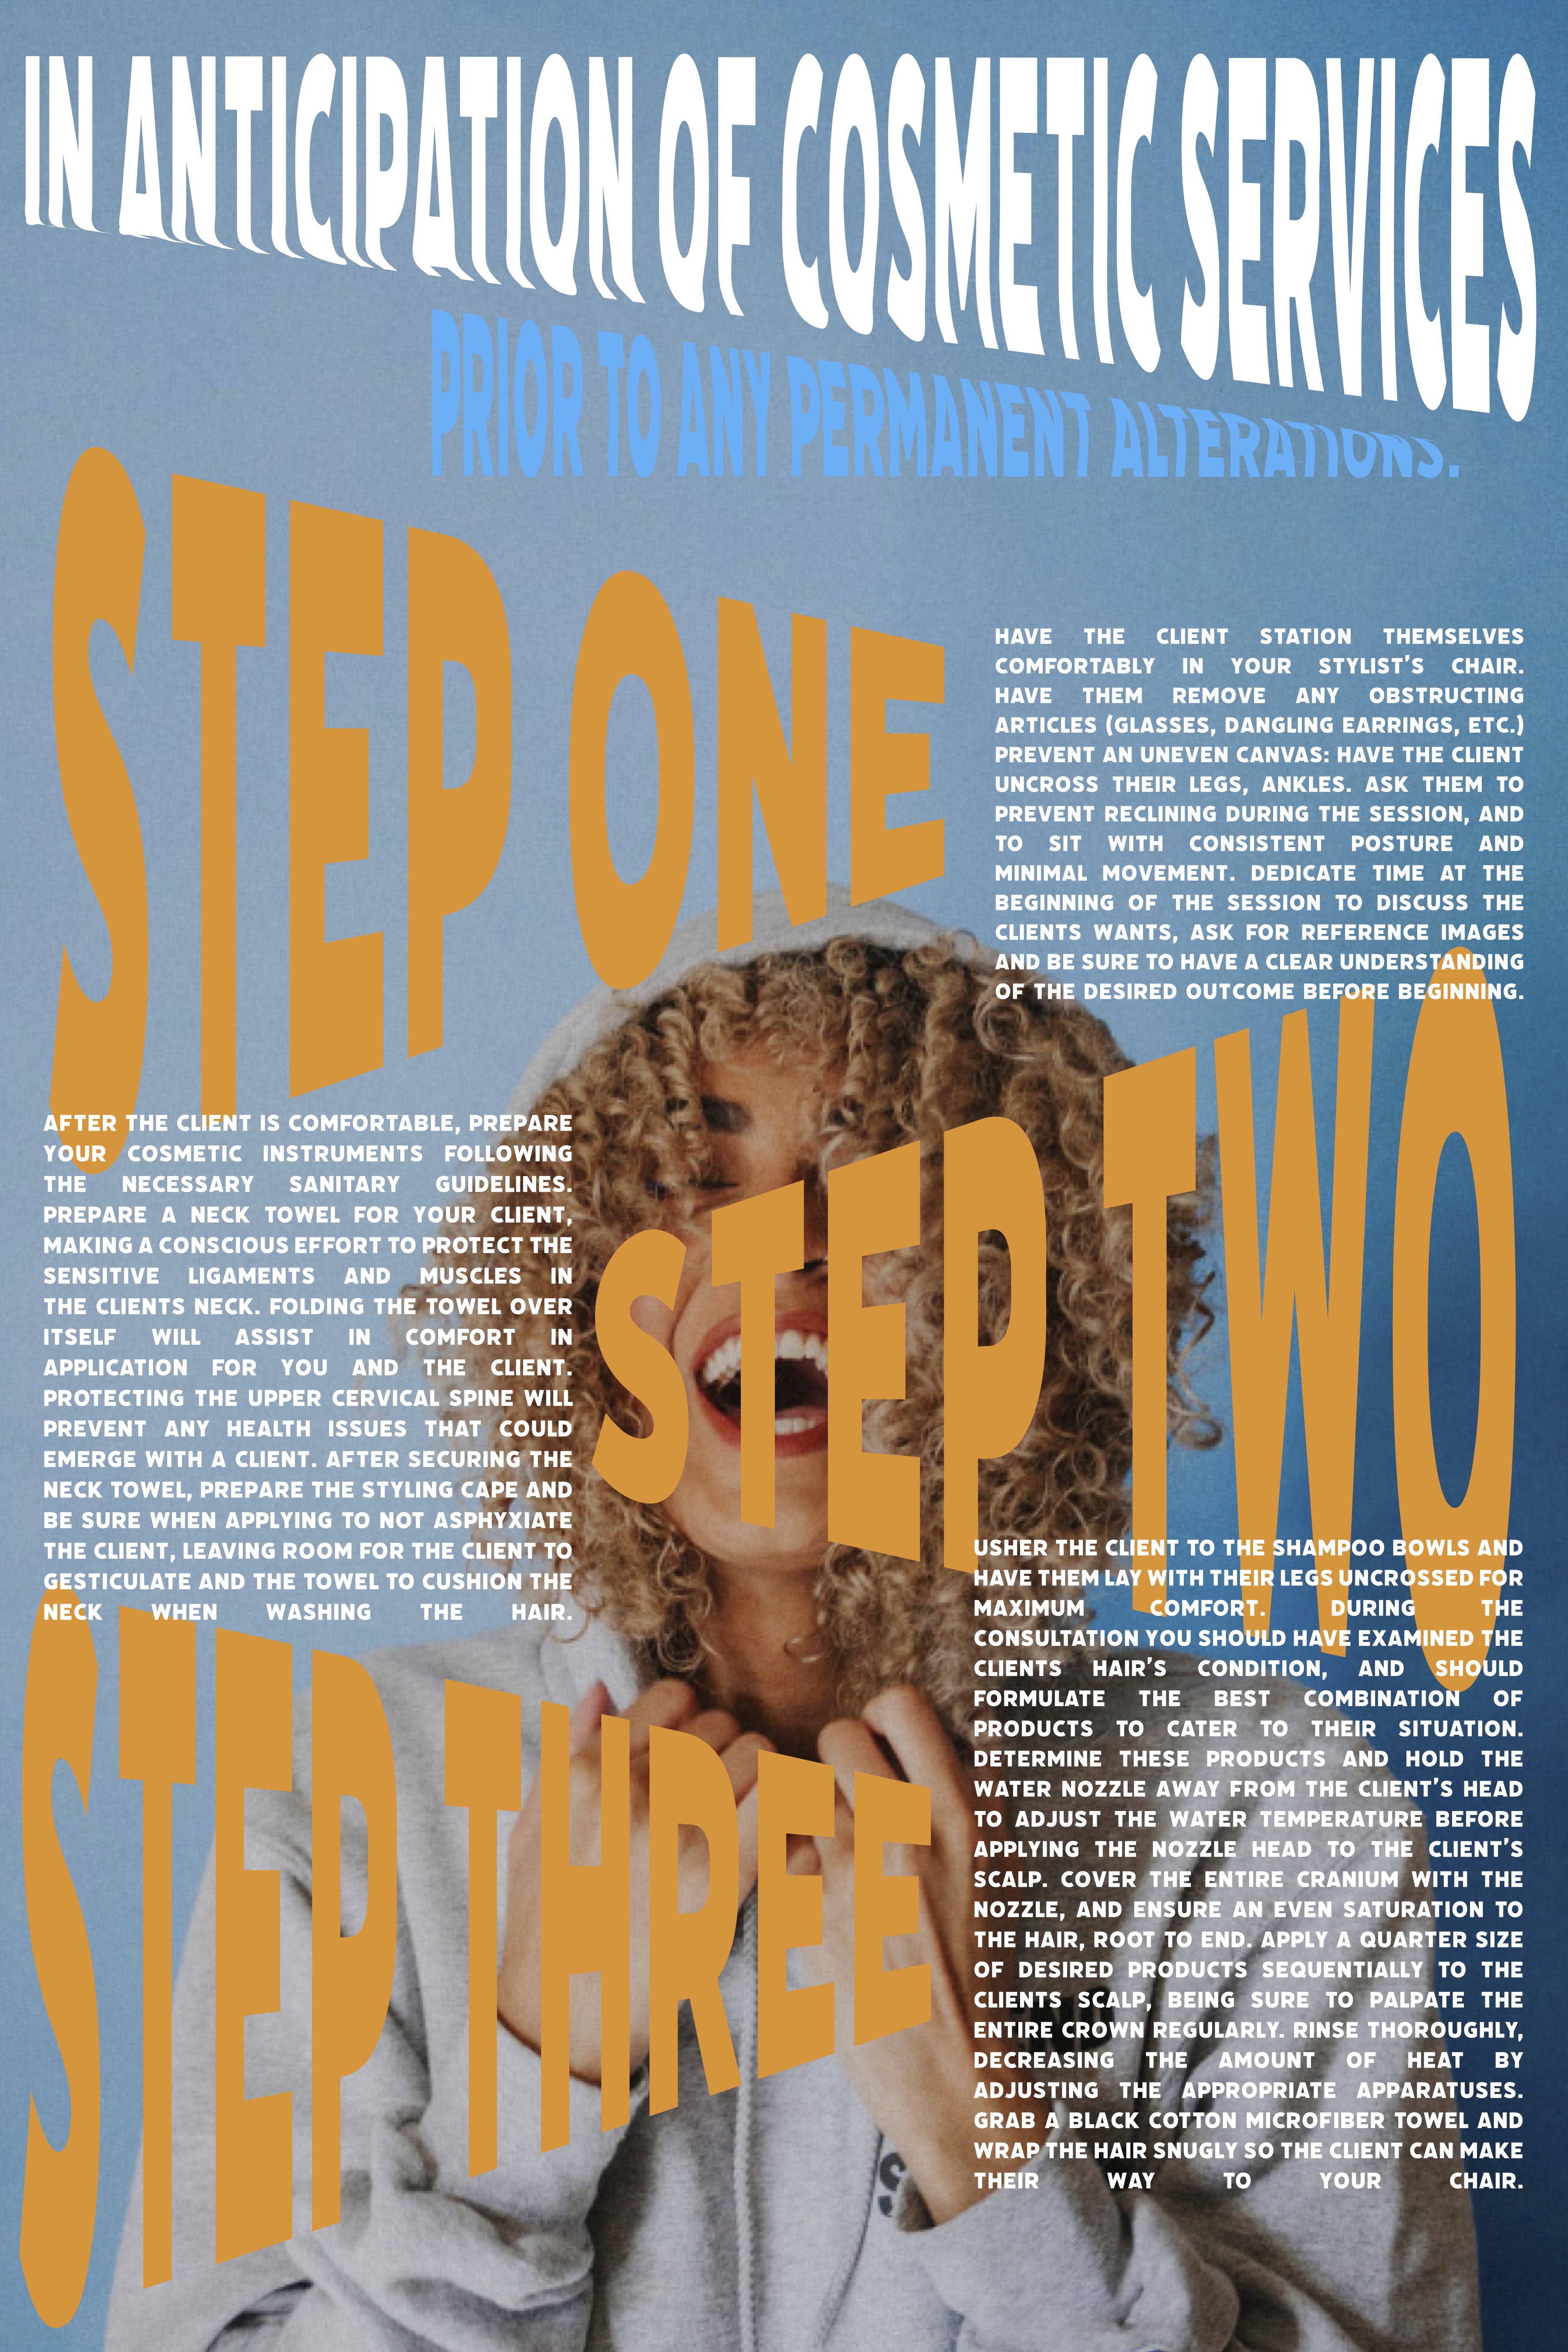 IN ANTICIPATION OF COSMETIC SERVICES
PRIOR TO ANY PERMANENT ALTERATIONS.
STEP ONE
HAVE THE CLIENT STATION THEMSELVES
COMFORTABLY IN YOUR STYLIST'S CHAIR.
HAVE THEM REMOVE ANY OBSTRUCTING
ARTICLES (GLASSES, DANGLING EARRINGS, ETC.)
PREVENT AN UNEVEN CANVAS: HAVE THE CLIENT
UNCROSS THEIR LEGS, ANKLES. ASK THEM TO
PREVENT RECLINING DURING THE SESSION, AND
TO SIT WITH CONSISTENT POSTURE AND
MINIMAL MOVEMENT. DEDICATE TIME AT THE
BEGINNING OF THE SESSION TO DISCUSS THE
CLIENTS WANTS, ASK FOR REFERENCE IMAGES
AND BE SURE TO HAVE A CLEAR UNDERSTANDING
OF THE DESIRED OUTCOME BEFORE BEGINNING.
STEP TWO
AFTER THE CLIENT IS COMFORTABLE, PREPARE
YOUR COSMETIC INSTRUMENTS FOLLOWING
THE NECESSARY SANITARY GUIDELINES.
PREPARE A NECK TOWEL FOR YOUR CLIENT,
MAKING A CONSCIOUS EFFORT TO PROTECT THE
SENSITIVE LIGAMENTS AND MUSCLES IN
THE CLIENTS NECK. FOLDING THE TOWEL OVER
ITSELF WILL ASSIST IN COMFORT IN
APPLICATION FOR YOU AND THE CLIENT.
PROTECTING THE UPPER CERVICAL SPINE WILL
PREVENT ANY HEALTH ISSUES THAT COULD
EMERGE WITH A CLIENT. AFTER SECURING THE
NECK TOWEL, PREPARE THE STYLING CAPE AND
BE SURE WHEN APPLYING TO NOT ASPHYXIATE
THE CLIENT, LEAVING ROOM FOR THE CLIENT TO
GESTICULATE AND THE TOWEL TO CUSHION THE
NECK WHEN WASHING THE HAIR.
STEP THREE
USHER THE CLIENT TO THE SHAMPOO BOWLS AND
HAVE THEM LAY WITH THEIR LEGS UNCROSSED FOR
MAXIMUM COMFORT. DURING THE
CONSULTATION YOU SHOULD HAVE EXAMINED THE
CLIENTS HAIR'S CONDITION, AND SHOULD
FORMULATE THE BEST COMBINATION OF
PRODUCTS TO CATER TO THEIR SITUATION.
DETERMINE THESE PRODUCTS AND HOLD THE
WATER NOZZLE AWAY FROM THE CLIENT'S HEAD
TO ADJUST THE WATER TEMPERATURE BEFORE
APPLYING THE NOZZLE HEAD TO THE CLIENT'S
SCALP. COVER THE ENTIRE CRANIUM WITH THE
NOZZLE, AND ENSURE AN EVEN SATURATION TO
THE HAIR, ROOT TO END. APPLY A QUARTER SIZE
OF DESIRED PRODUCTS SEQUENTIALLY TO THE
CLIENTS SCALP, BEING SURE TO PALPATE THE
ENTIRE CROWN REGULARLY. RINSE THOROUGHLY,
DECREASING THE AMOUNT OF HEAT BY
ADJUSTING THE APPROPRIATE APPARATUSES.
GRAB A BLACK COTTON MICROFIBER TOWEL AND
WRAP THE HAIR SNUGLY SO THE CLIENT CAN MAKE
THEIR WAY TO YOUR CHAIR.